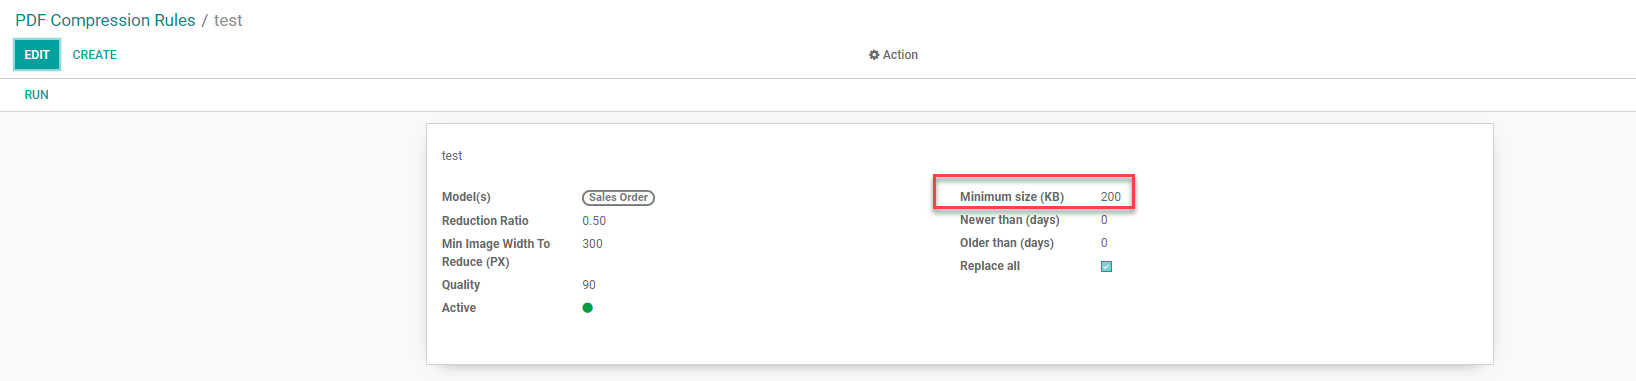 PDF Compression Rules / test
EDIT CREATE Action
RUN
test
Model(s) Sales Order
Reduction Ratio 0.50
Min Image Width To
Reduce (PX) 300
Quality 90
Active
Minimum size (KB) 200
Newer than (days) 0
Older than (days) 0
Replace all